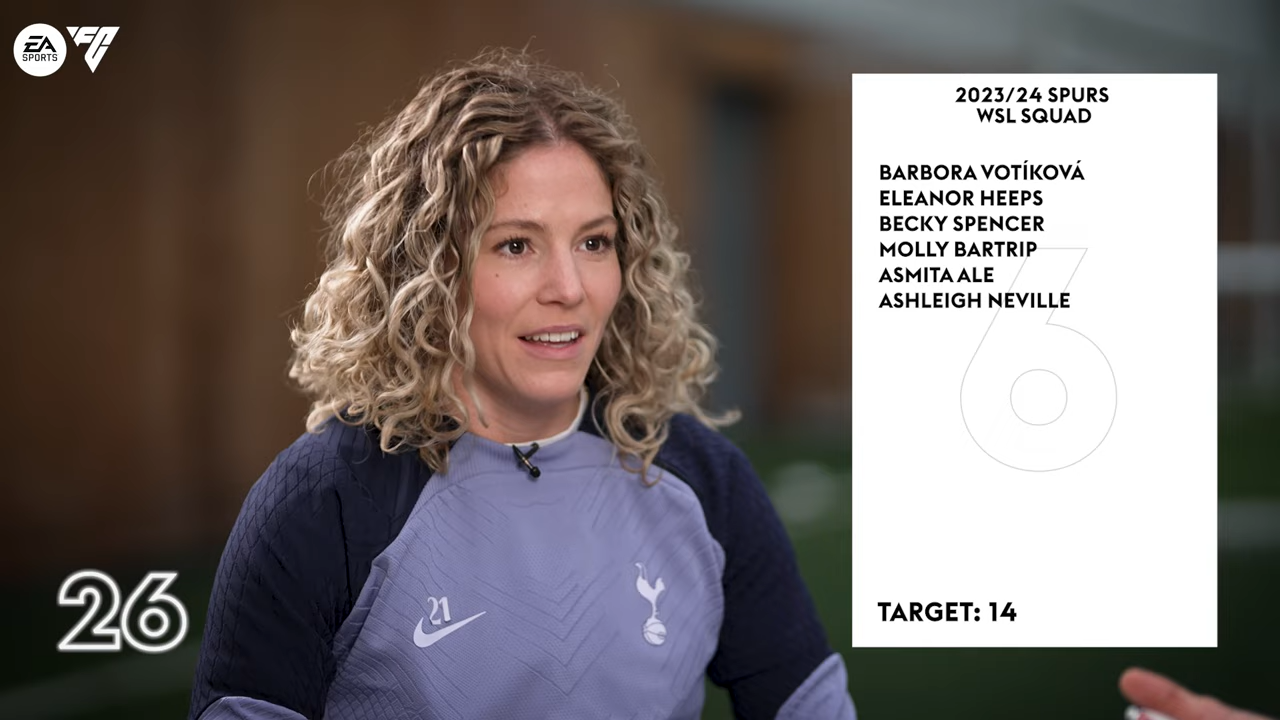 EA
SPORTS
FC
2023/24 SPURS
WSL SQUAD
BARBORA VOTÍKOVÁ
ELEANOR HEEPS
BECKY SPENCER
MOLLY BARTRIP
ASMITA ALE
ASHLEIGH NEVILLE
6
TARGET: 14
26
21